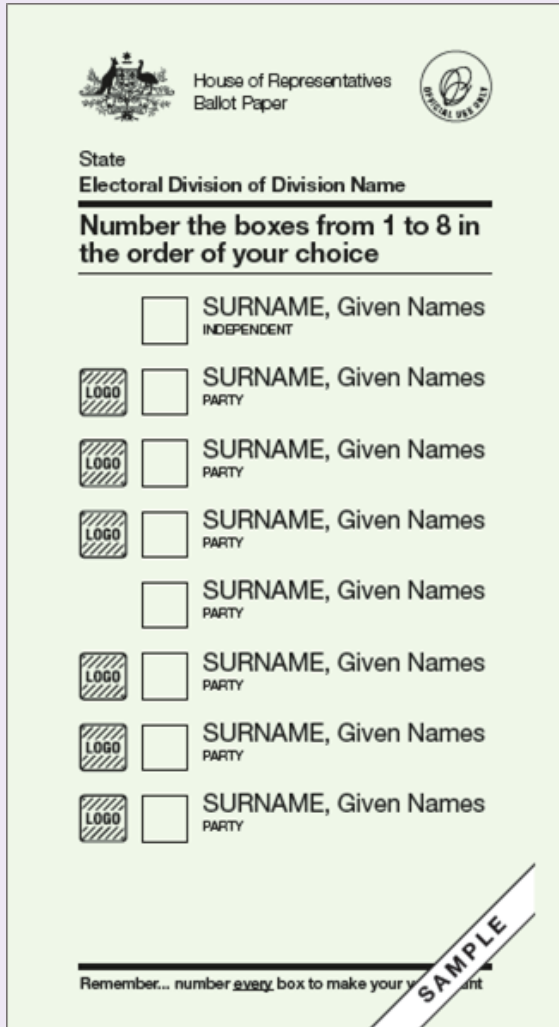 House of Representatives
Ballot Paper
OFFICIAL USE ONLY
State
Electoral Division of Division Name
Number the boxes from 1 to 8 in
the order of your choice
SURNAME, Given Names
INDEPENDENT
LOGO SURNAME, Given Names
PARTY
LOGO SURNAME, Given Names
PARTY
LOGO SURNAME, Given Names
PARTY
SURNAME, Given Names
PARTY
LOGO SURNAME, Given Names
PARTY
LOGO SURNAME, Given Names
PARTY
LOGO SURNAME, Given Names
PARTY
SAMPLE
Remember... number every box to make your